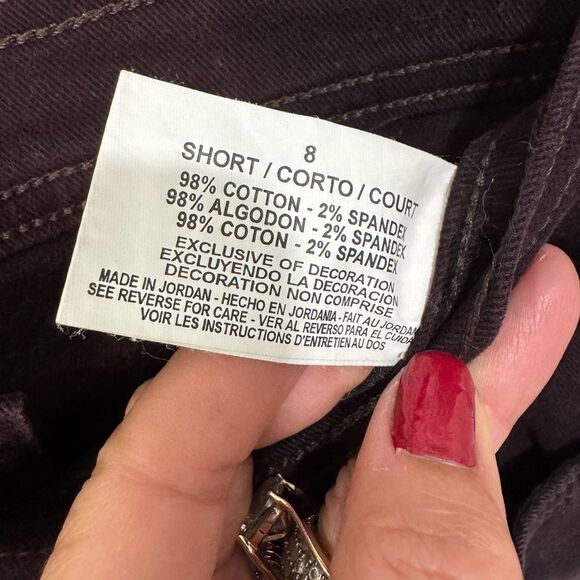 8
SHORT / CORTO / COURT
98% COTTON - 2% SPANDEX
98% ALGODON - 2% SPANDEX
98% COTON - 2% SPANDEX
EXCLUSIVE OF DECORATION
EXCLUYENDO LA DECORACION
DECORATION NON COMPRISE
MADE IN JORDAN - HECHO EN JORDANIA - FAIT AU JORDAN
SEE REVERSE FOR CARE - VER AL REVERSO PARA EL CUIDA
VOIR LES INSTRUCTIONS D'ENTRETIEN AU DOS